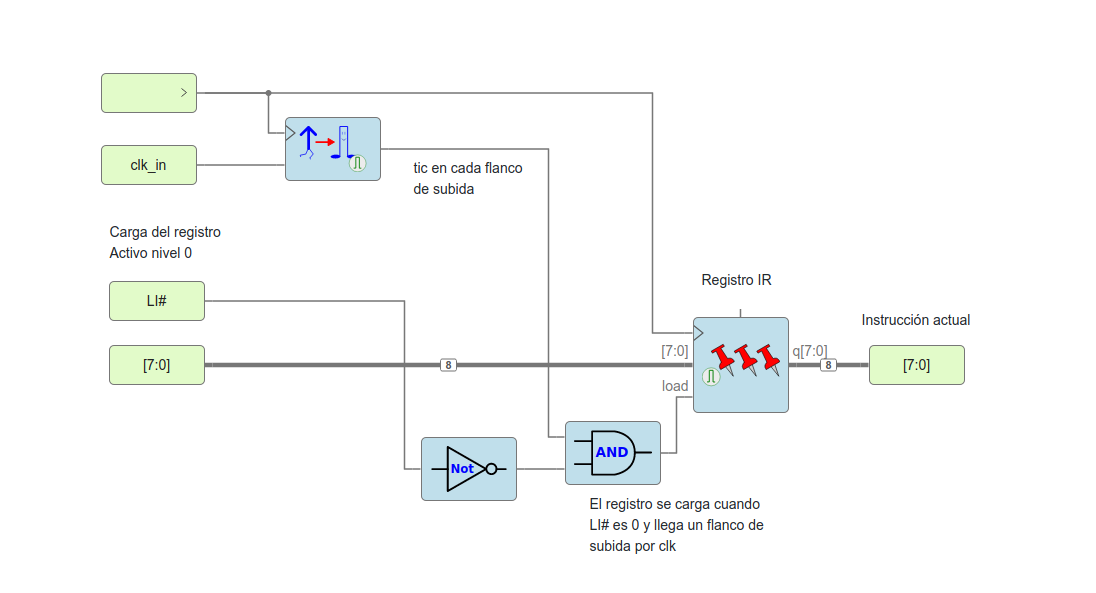 clk_in
tic en cada flanco
de subida
Carga del registro
Activo nivel 0
LI#
[7:0]
8
Registro IR
[7:0]
load
q[7:0]
8
Instrucción actual
[7:0]
Not
AND
El registro se carga cuando
LI# es 0 y llega un flanco de
subida por clk